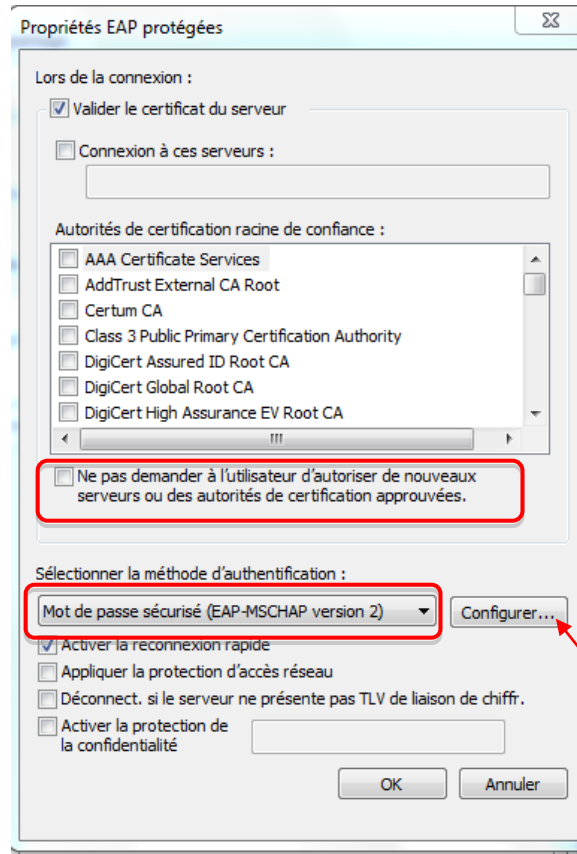 Propriétés EAP protégées
Lors de la connexion :
Valider le certificat du serveur
Connexion à ces serveurs :
Autorités de certification racine de confiance :
AAA Certificate Services
AddTrust External CA Root
Certum CA
Class 3 Public Primary Certification Authority
DigiCert Assured ID Root CA
DigiCert Global Root CA
DigiCert High Assurance EV Root CA
Ne pas demander à l'utilisateur d'autoriser de nouveaux
serveurs ou des autorités de certification approuvées.
Sélectionner la méthode d'authentification :
Mot de passe sécurisé (EAP-MSCHAP version 2)
Configurer...
Activer la reconnexion rapide
Appliquer la protection d'accès réseau
Déconnect. si le serveur ne présente pas TLV de liaison de chiffr.
Activer la protection de
la confidentialité
OK
Annuler